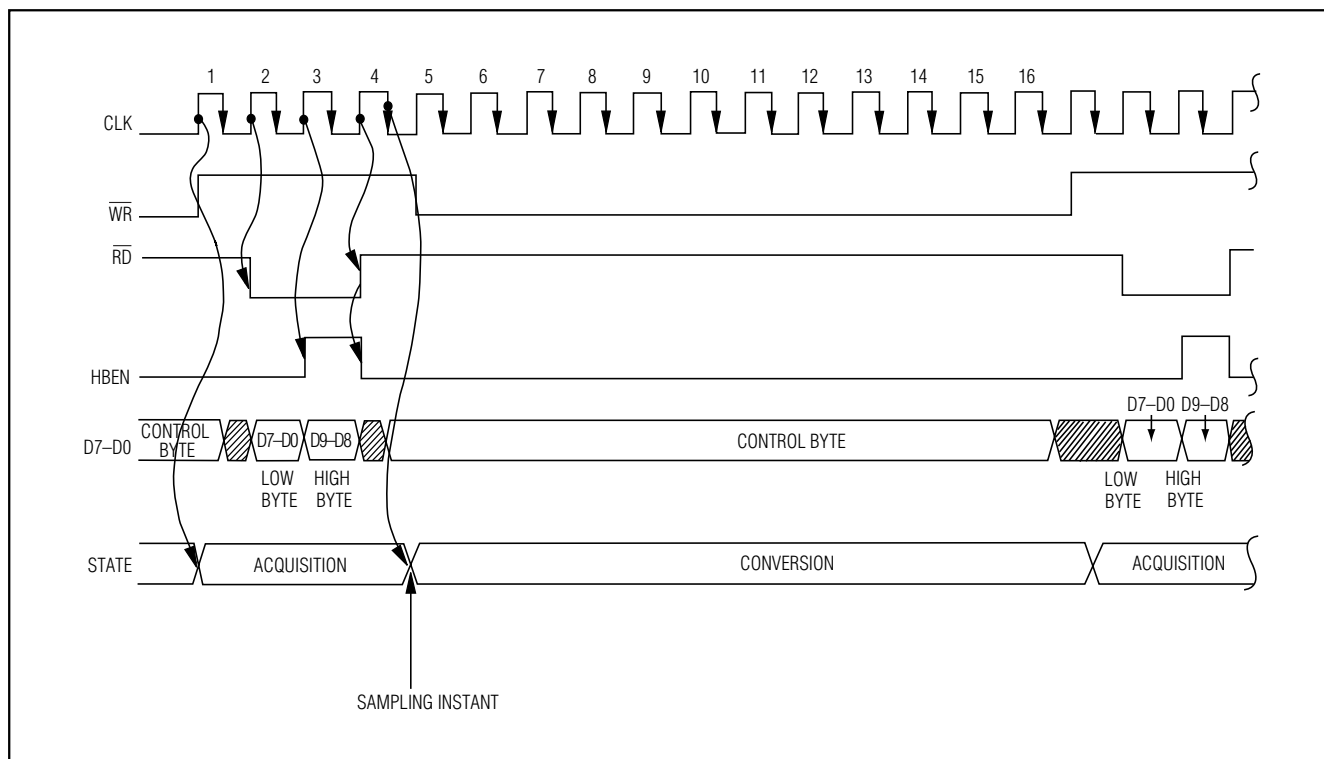 1 2 3 4 5 6 7 8 9 10 11 12 13 14 15 16
CLK
WR
RD
HBEN
D7–D0 D9–D8
D7–D0
CONTROL
BYTE
D7–D0
D9–D8
CONTROL BYTE
LOW
BYTE
HIGH
BYTE
LOW
BYTE
HIGH
BYTE
STATE
ACQUISITION
CONVERSION
ACQUISITION
SAMPLING INSTANT